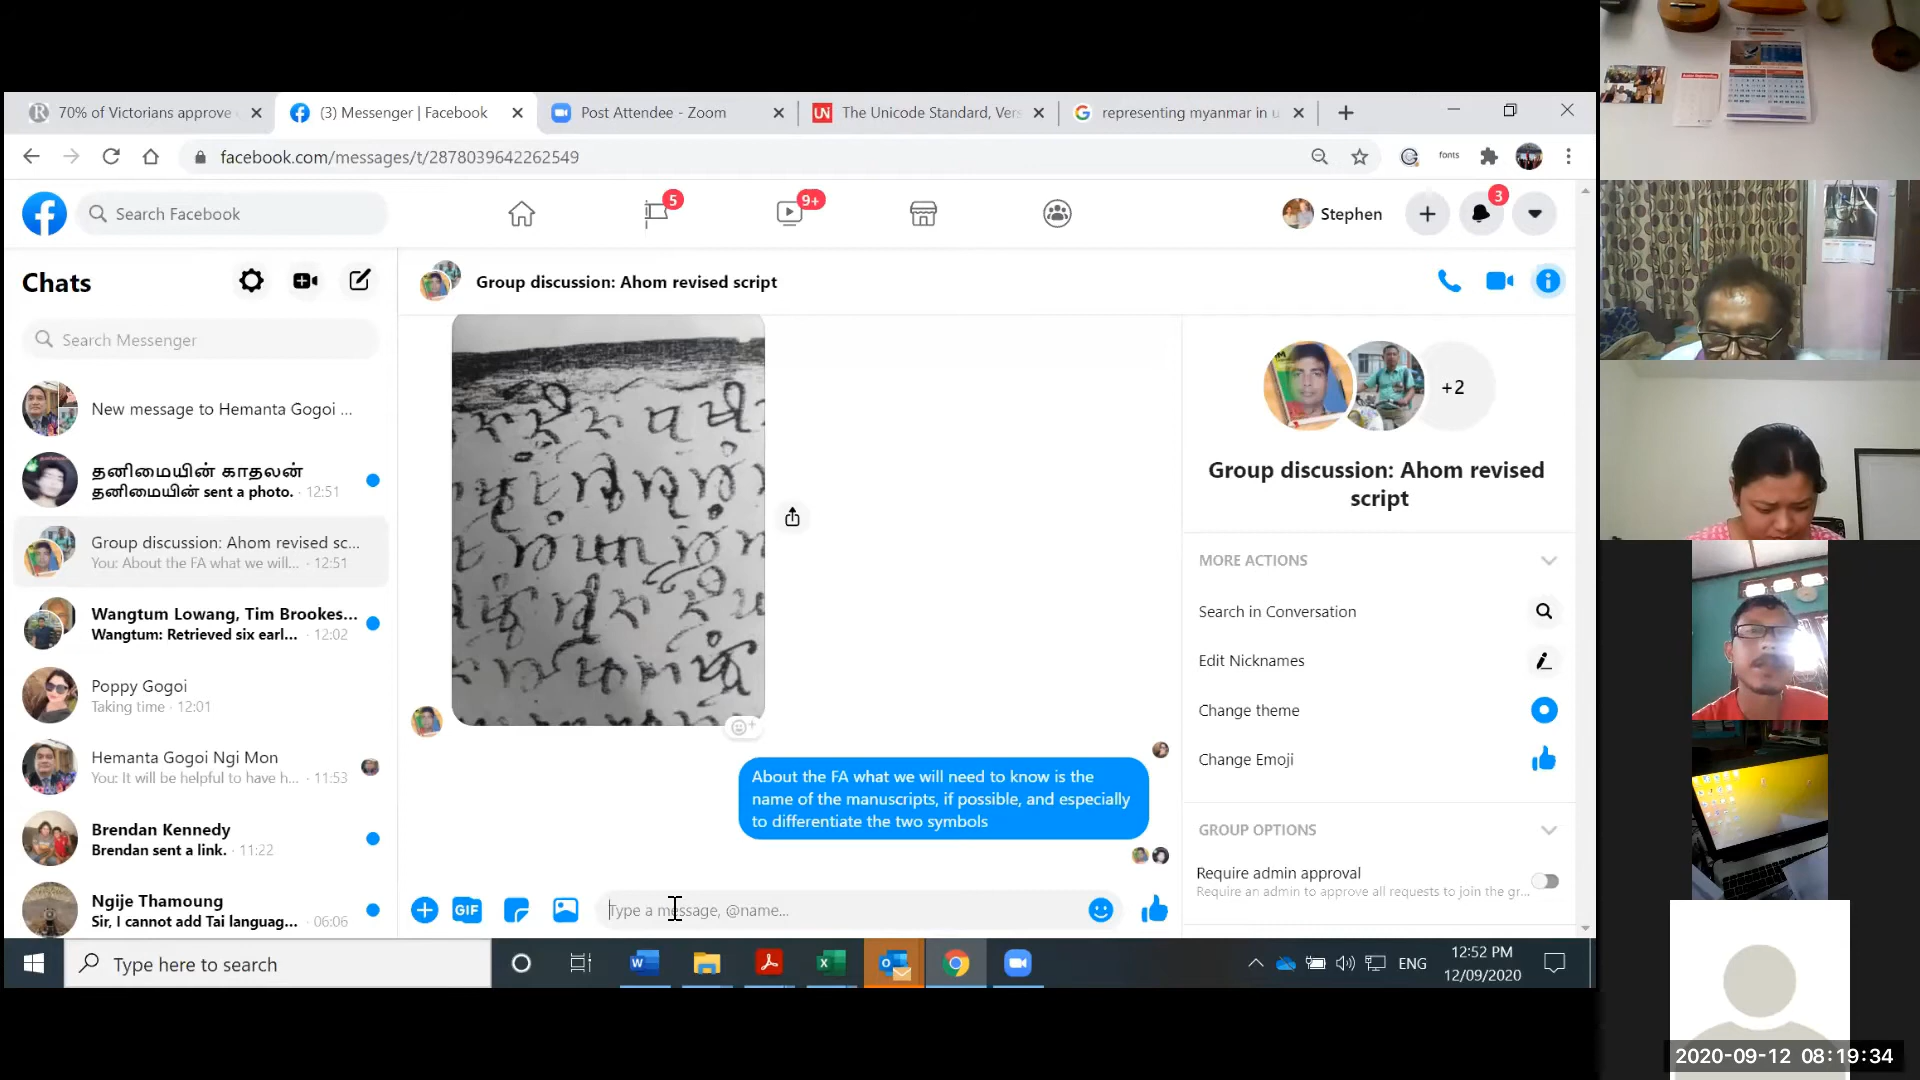 70% of Victorians approve
(3) Messenger | Facebook
Post Attendee - Zoom
UN The Unicode Standard, Vers
representing myanmar in u
facebook.com/messages/t/2878039642262549
fonts
Search Facebook
5
9+
Stephen
3
Chats
Search Messenger
New message to Hemanta Gogoi ...
தனிமையின் காதலன்
தனிமையின் sent a photo. · 12:51
Group discussion: Ahom revised sc...
You: About the FA what we will... · 12:51
Wangtum Lowang, Tim Brookes...
Wangtum: Retrieved six earl... · 12:02
Poppy Gogoi
Taking time · 12:01
Hemanta Gogoi Ngi Mon
You: It will be helpful to have h... · 11:53
Brendan Kennedy
Brendan sent a link. · 11:22
Ngije Thamoung
Sir, I cannot add Tai languag... · 06:06
Group discussion: Ahom revised script
About the FA what we will need to know is the
name of the manuscripts, if possible, and especially
to differentiate the two symbols
GIF
Type a message, @name...
+2
Group discussion: Ahom revised
script
MORE ACTIONS
Search in Conversation
Edit Nicknames
Change theme
Change Emoji
GROUP OPTIONS
Require admin approval
Require an admin to approve all requests to join the gr...
Type here to search
ENG
12:52 PM
12/09/2020
2020-09-12 08:19:34